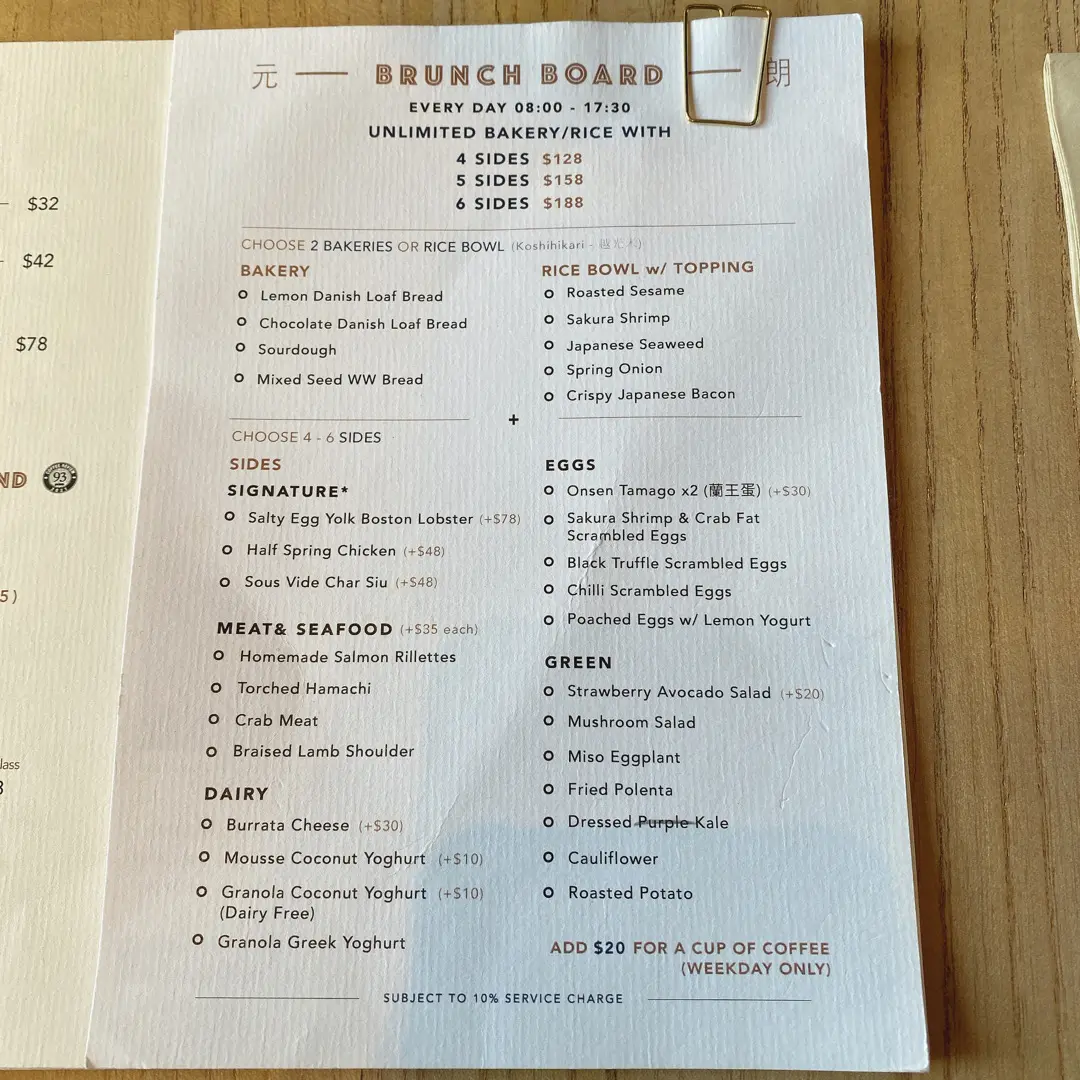 $32
$42
$78
ND
93
5)
lass
元 BRUNCH BOARD 朗
EVERY DAY 08:00 - 17:30
UNLIMITED BAKERY/RICE WITH
4 SIDES $128
5 SIDES $158
6 SIDES $188
CHOOSE 2 BAKERIES OR RICE BOWL (Koshihikari - 越光米)
BAKERY
Lemon Danish Loaf Bread
Chocolate Danish Loaf Bread
Sourdough
Mixed Seed WW Bread
RICE BOWL w/ TOPPING
Roasted Sesame
Sakura Shrimp
Japanese Seaweed
Spring Onion
Crispy Japanese Bacon
+
CHOOSE 4 - 6 SIDES
SIDES
SIGNATURE*
Salty Egg Yolk Boston Lobster (+$78)
Half Spring Chicken (+$48)
Sous Vide Char Siu (+$48)
MEAT& SEAFOOD (+$35 each)
Homemade Salmon Rillettes
Torched Hamachi
Crab Meat
Braised Lamb Shoulder
DAIRY
Burrata Cheese (+$30)
Mousse Coconut Yoghurt (+$10)
Granola Coconut Yoghurt (+$10)
(Dairy Free)
Granola Greek Yoghurt
EGGS
Onsen Tamago x2 (蘭王蛋) (+$30)
Sakura Shrimp & Crab Fat
Scrambled Eggs
Black Truffle Scrambled Eggs
Chilli Scrambled Eggs
Poached Eggs w/ Lemon Yogurt
GREEN
Strawberry Avocado Salad (+$20)
Mushroom Salad
Miso Eggplant
Fried Polenta
Dressed Purple Kale
Cauliflower
Roasted Potato
ADD $20 FOR A CUP OF COFFEE
(WEEKDAY ONLY)
SUBJECT TO 10% SERVICE CHARGE